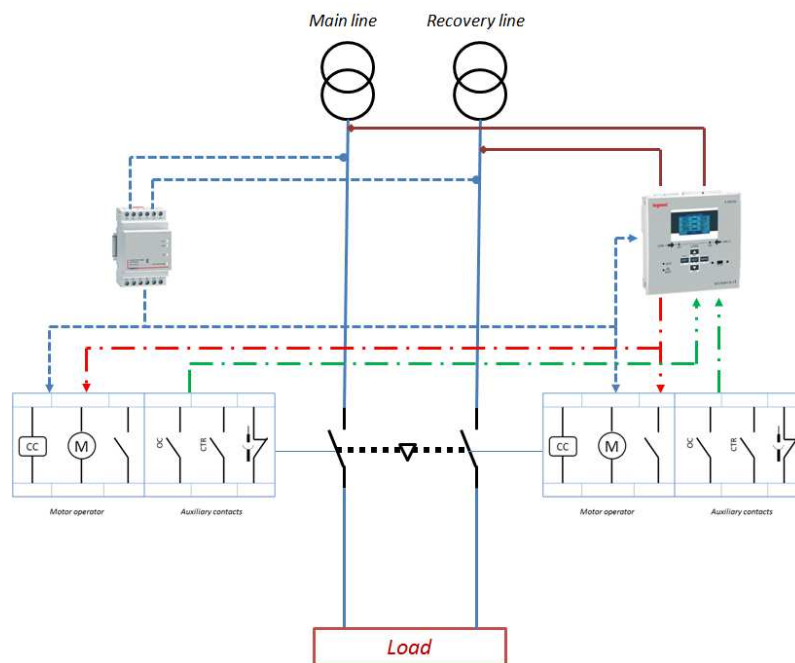 Main line
Recovery line
legrand
CC
M
OC
CTR
CC
M
OC
CTR
Motor operator
Auxiliary contacts
Motor operator
Auxiliary contacts
Load